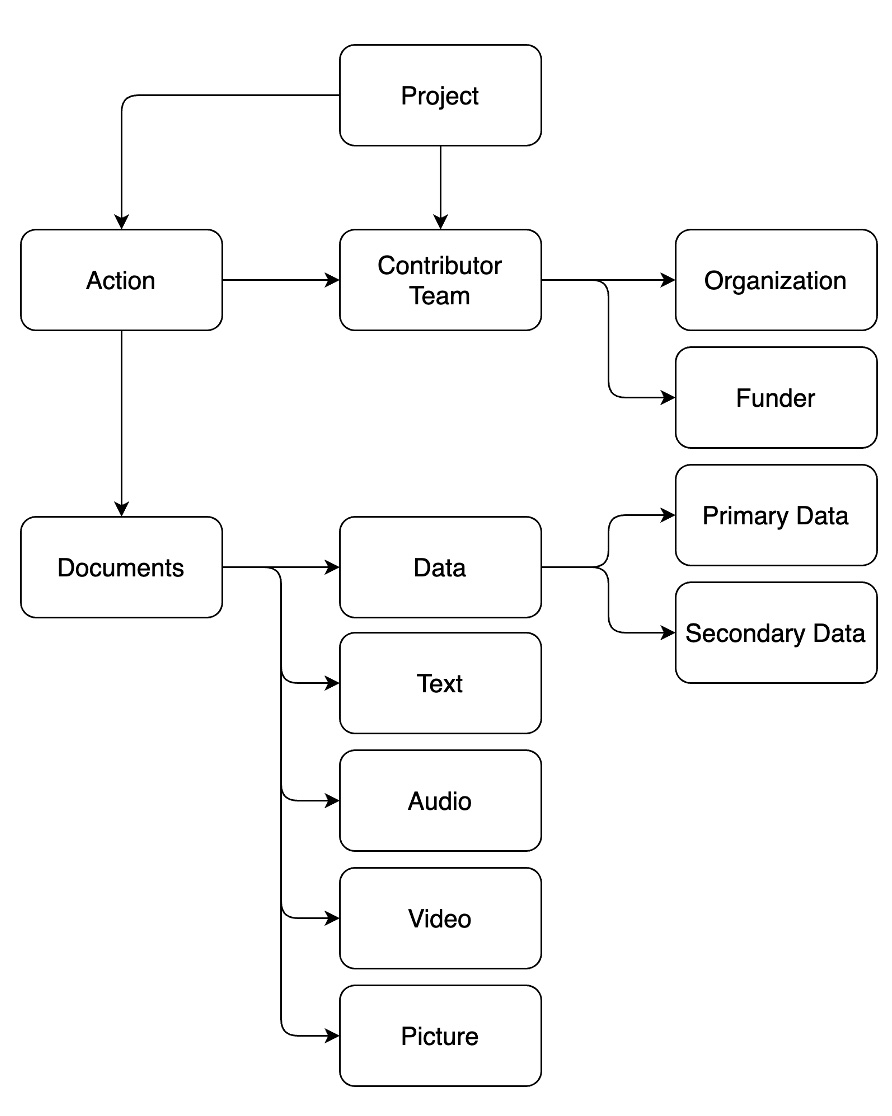 Project
Action
Contributor
Team
Organization
Funder
Primary Data
Documents
Data
Secondary Data
Text
Audio
Video
Picture